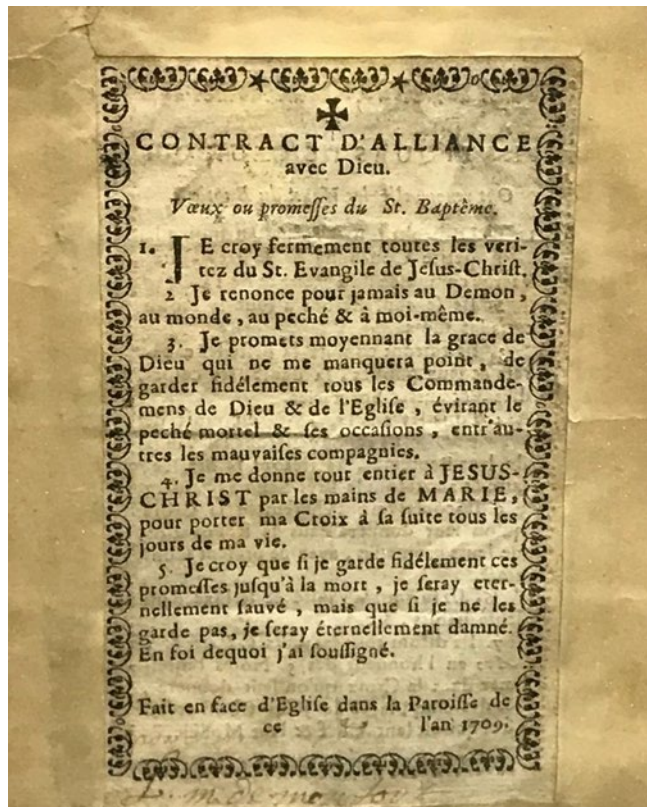 CONTRACT D'ALLIANCE
avec Dieu.
Vœux ou promeſſes du St. Baptême.
1. JE croy fermement toutes les veri-
tez du St. Evangile de Jeſus-Chriſt.
2 Je renonce pour jamais au Demon,
au monde, au peché & à moi-même.
3. Je promets moyennant la grace de
Dieu qui ne me manquera point, de
garder fidélement tous les Commande-
mens de Dieu & de l'Egliſe, évitant le
peché mortel & ſes occaſions, entr'au-
tres les mauvaiſes compagnies.
4. Je me donne tout entier à JESUS-
CHRIST par les mains de MARIE,
pour porter ma Croix à ſa ſuite tous les
jours de ma vie.
5. Je croy que ſi je garde fidélement ces
promeſſes juſqu'à la mort, je ſeray eter-
nellement ſauvé, mais que ſi je ne les
garde pas, je ſeray éternellement damné.
En foi dequoi j'ai ſouſſigné.
Fait en face d'Egliſe dans la Paroiſſe de
ce l'an 1709.